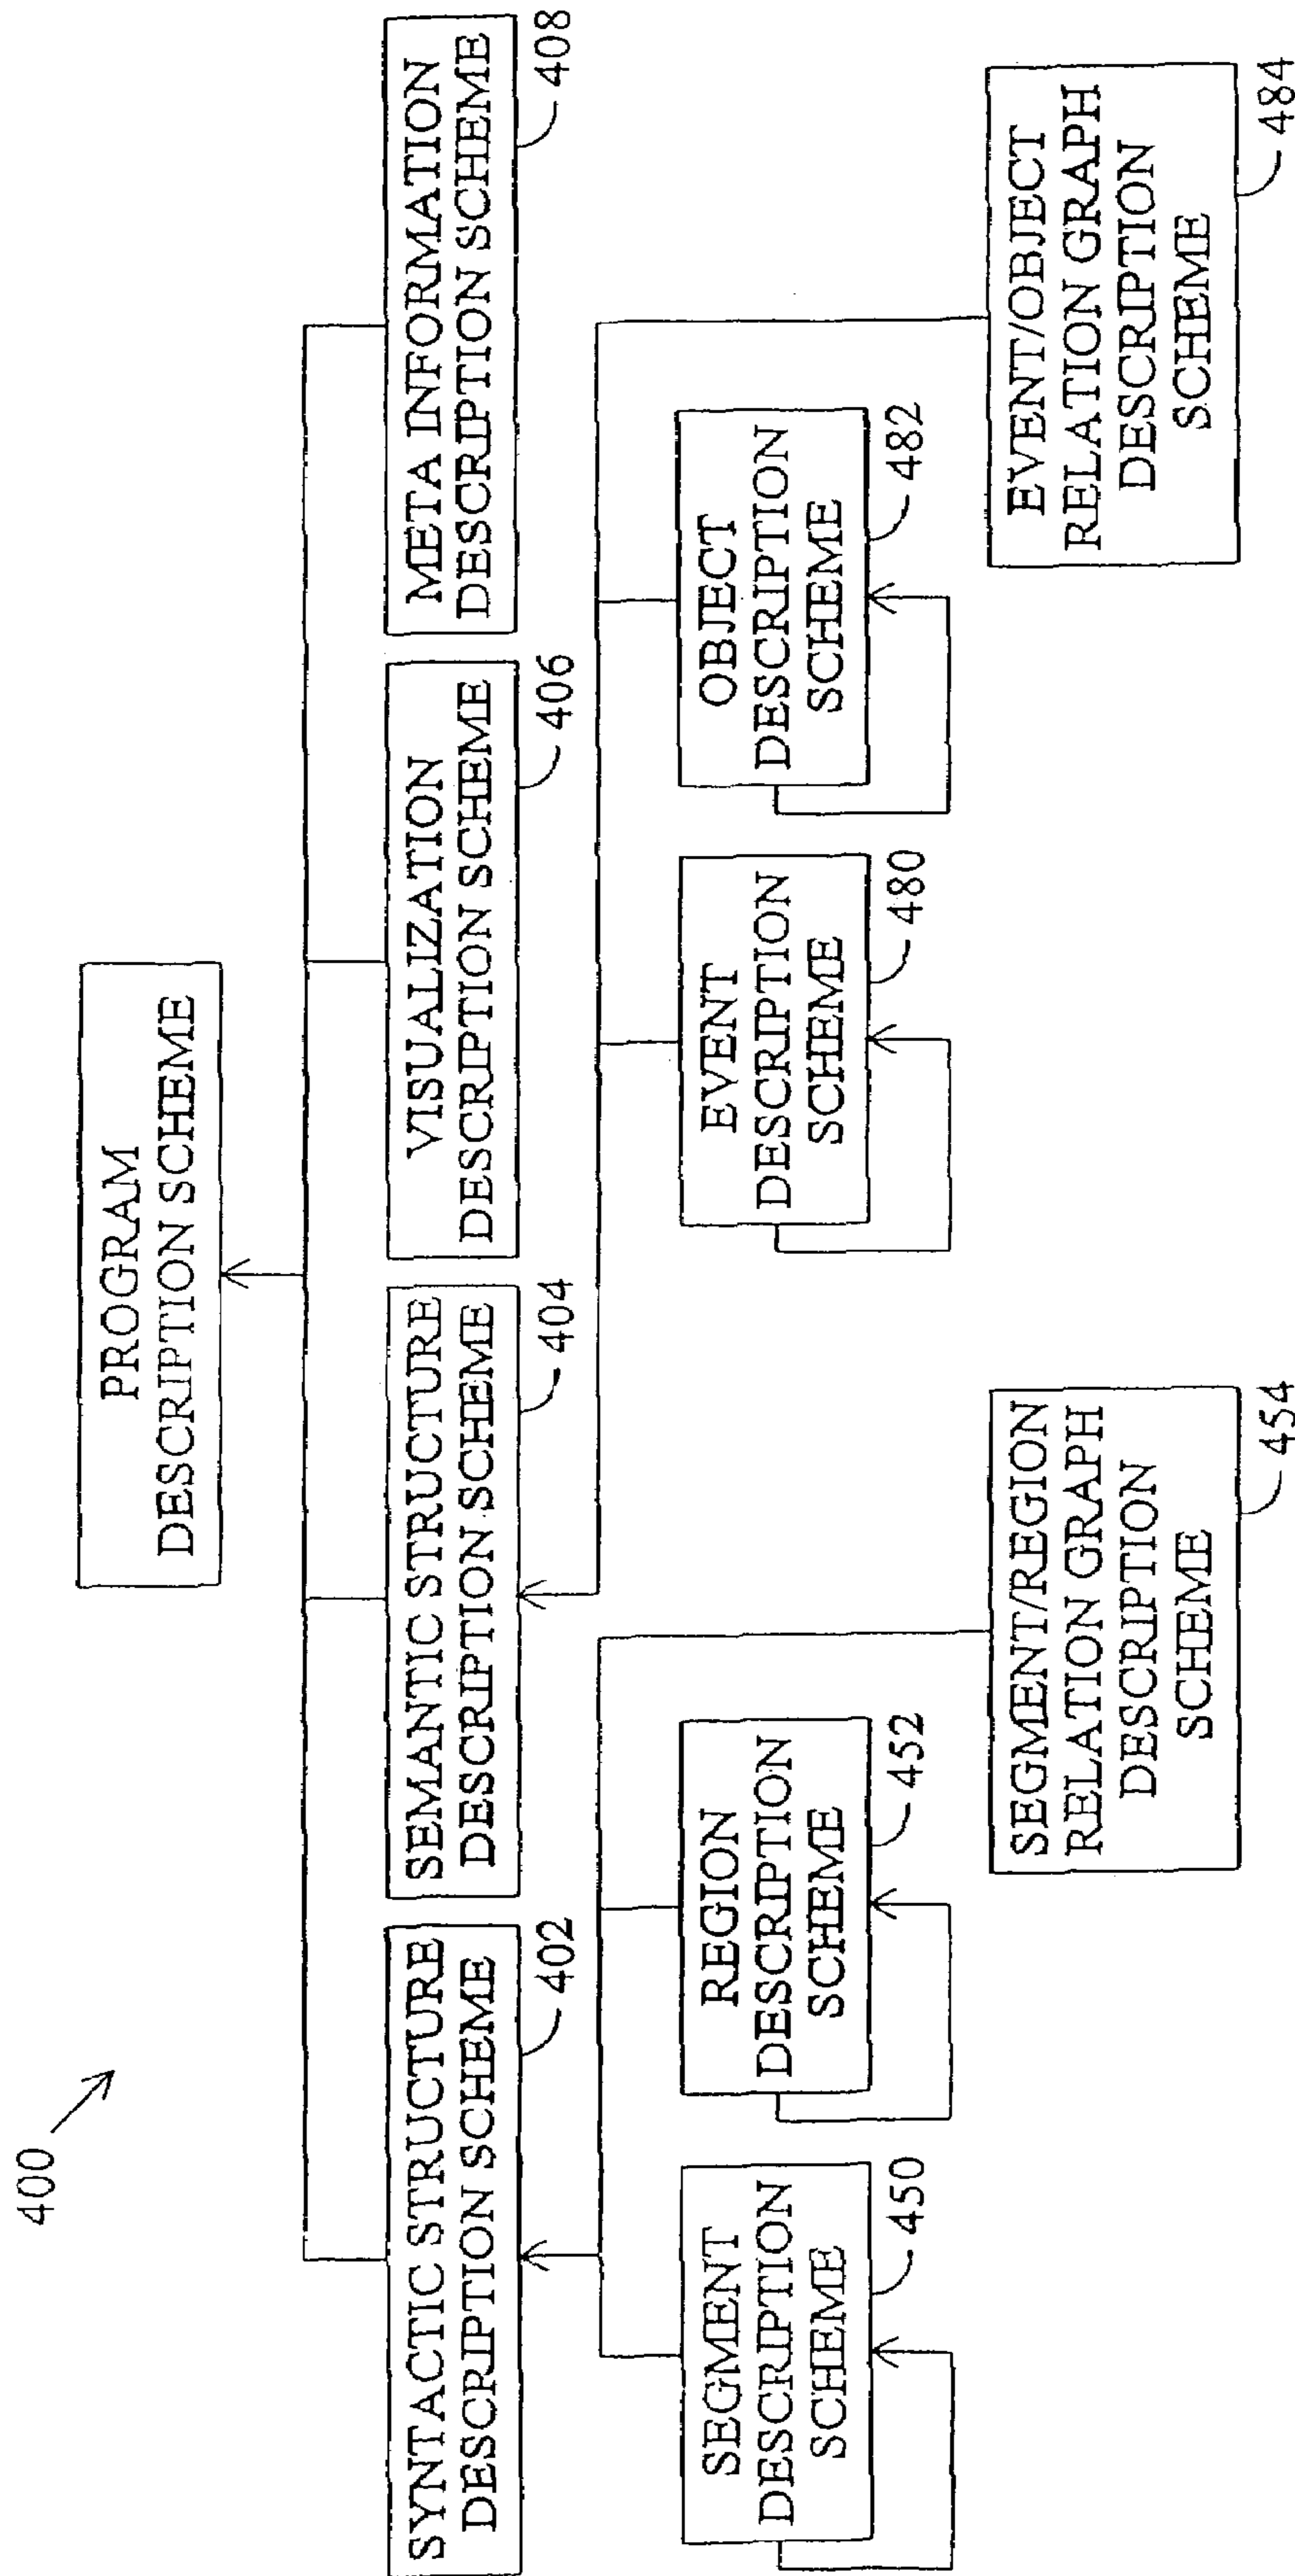 400
PROGRAM
DESCRIPTION SCHEME
SYNTACTIC STRUCTURE
DESCRIPTION SCHEME
402
SEMANTIC STRUCTURE
DESCRIPTION SCHEME
404
VISUALIZATION
DESCRIPTION SCHEME
406
META INFORMATION
DESCRIPTION SCHEME
408
SEGMENT
DESCRIPTION
SCHEME
450
REGION
DESCRIPTION
SCHEME
452
EVENT
DESCRIPTION
SCHEME
480
OBJECT
DESCRIPTION
SCHEME
482
SEGMENT/REGION
RELATION GRAPH
DESCRIPTION
SCHEME
454
EVENT/OBJECT
RELATION GRAPH
DESCRIPTION
SCHEME
484